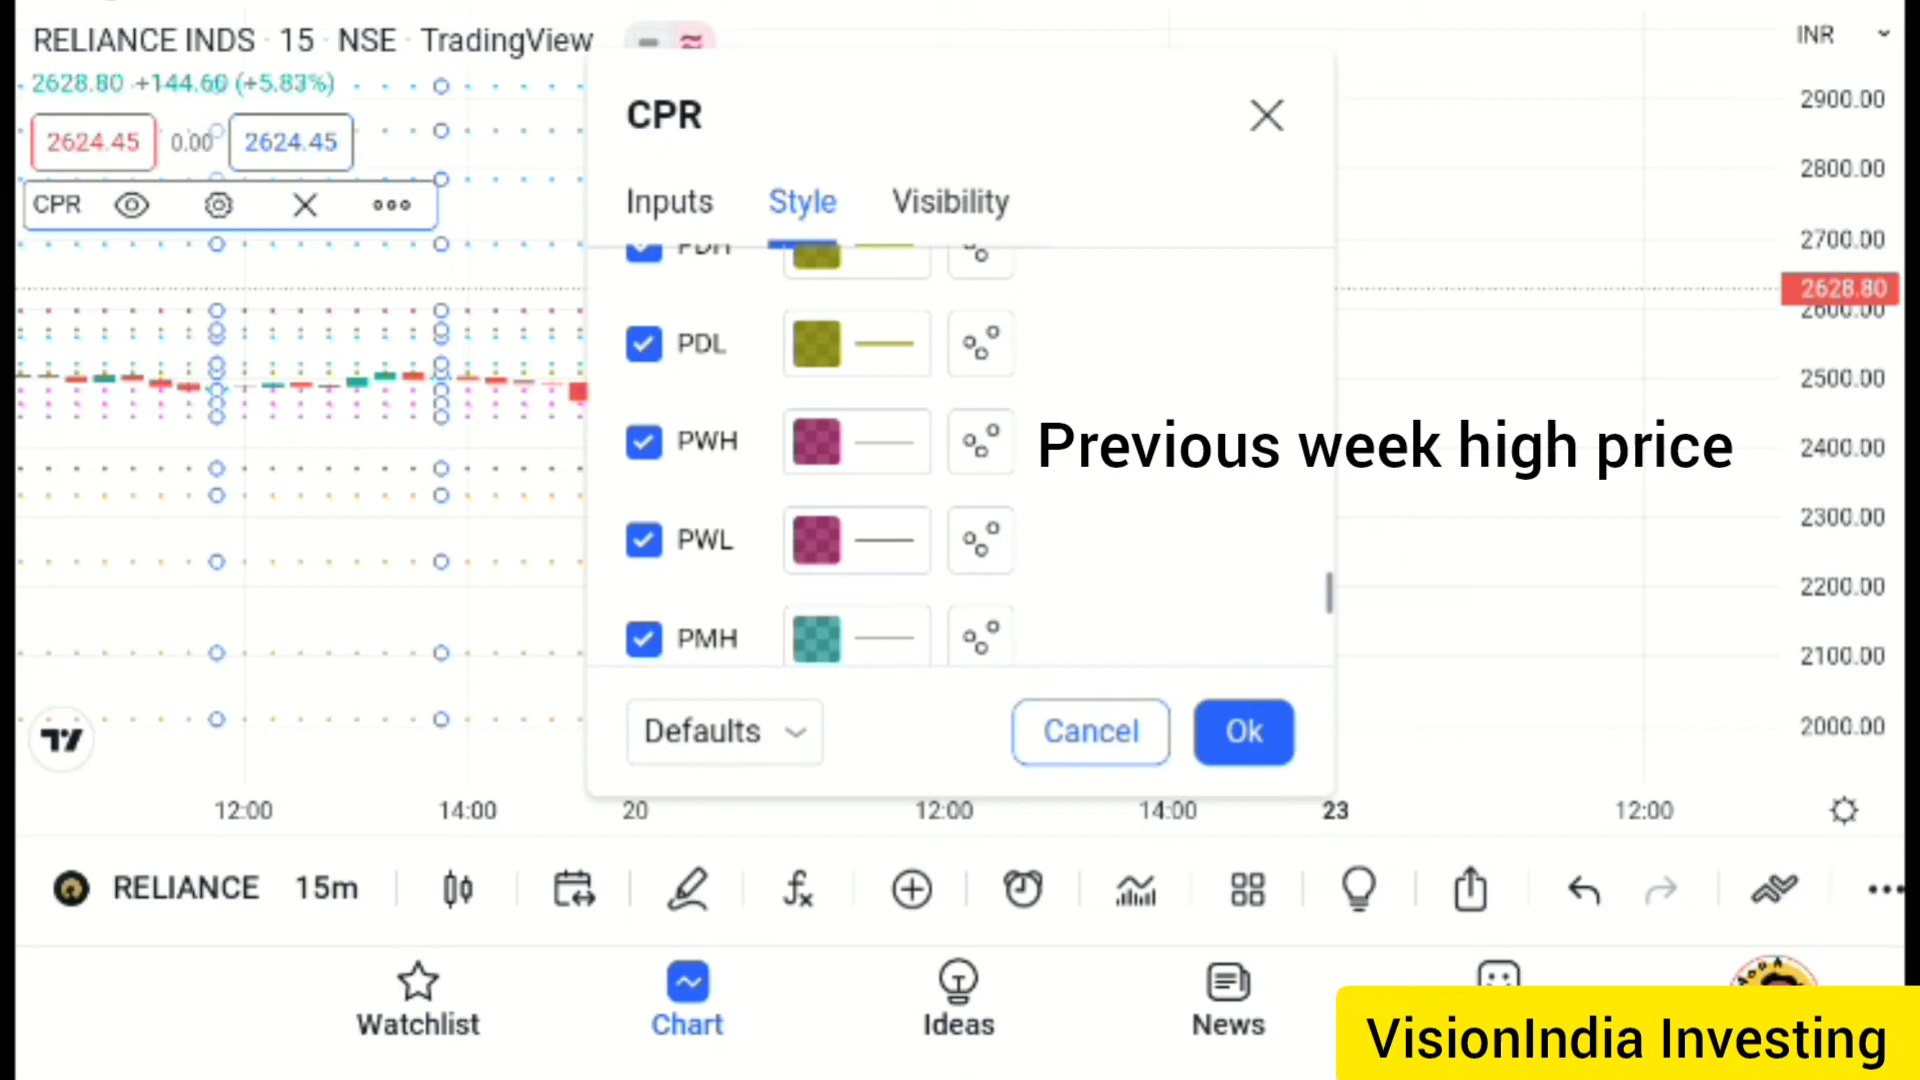 RELIANCE INDS · 15 · NSE · TradingView
INR
2628.80 +144.60 (+5.83%)
2624.45 0.00 2624.45
CPR
CPR
Inputs Style Visibility
PDH
PDL
PWH
Previous week high price
PWL
PMH
Defaults
Cancel
Ok
2900.00
2800.00
2700.00
2628.80
2600.00
2500.00
2400.00
2300.00
2200.00
2100.00
2000.00
12:00 14:00 20 12:00 14:00 23 12:00
RELIANCE 15m
Watchlist Chart Ideas News
VisionIndia Investing